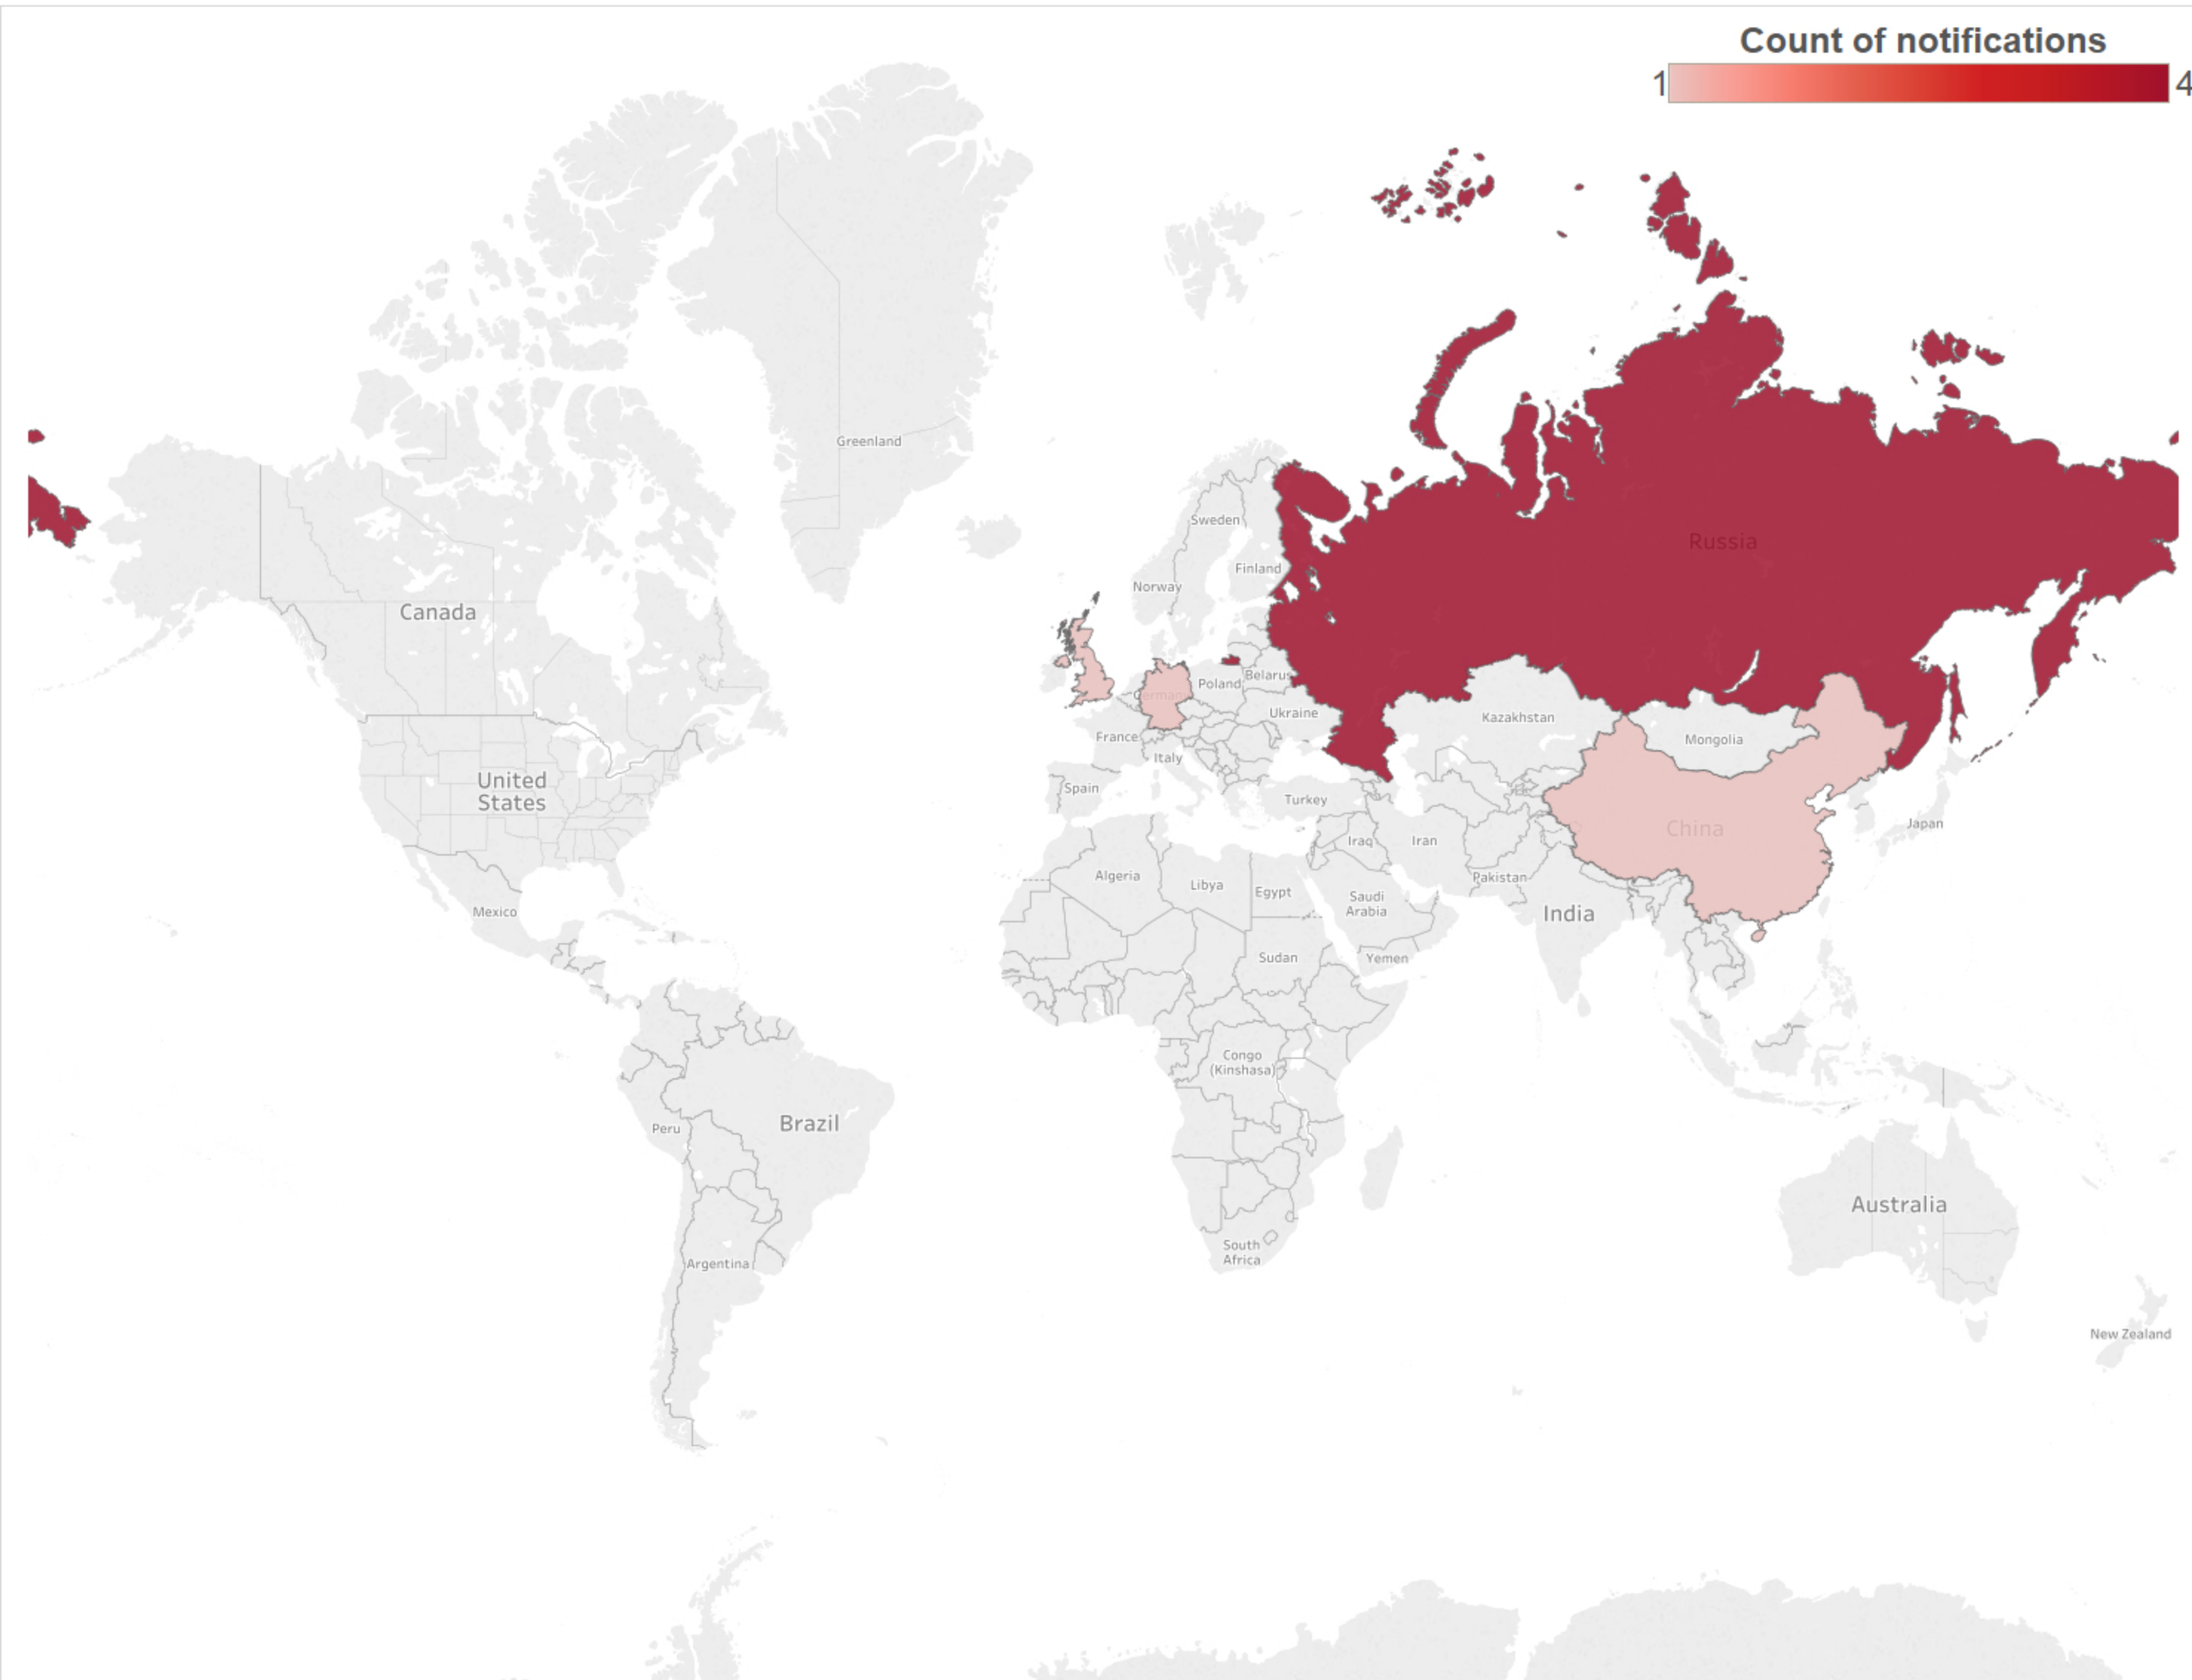 Count of notifications
1
4
Greenland
Sweden
Finland
Norway
Canada
Russia
Belarus
Poland
Germany
Ukraine
Kazakhstan
France
Mongolia
Italy
United
States
Spain
Turkey
Japan
China
Iraq
Iran
Algeria
Libya
Egypt
Pakistan
Saudi
Arabia
India
Mexico
Sudan
Yemen
Congo
(Kinshasa)
Brazil
Peru
Australia
South
Africa
Argentina
New Zealand